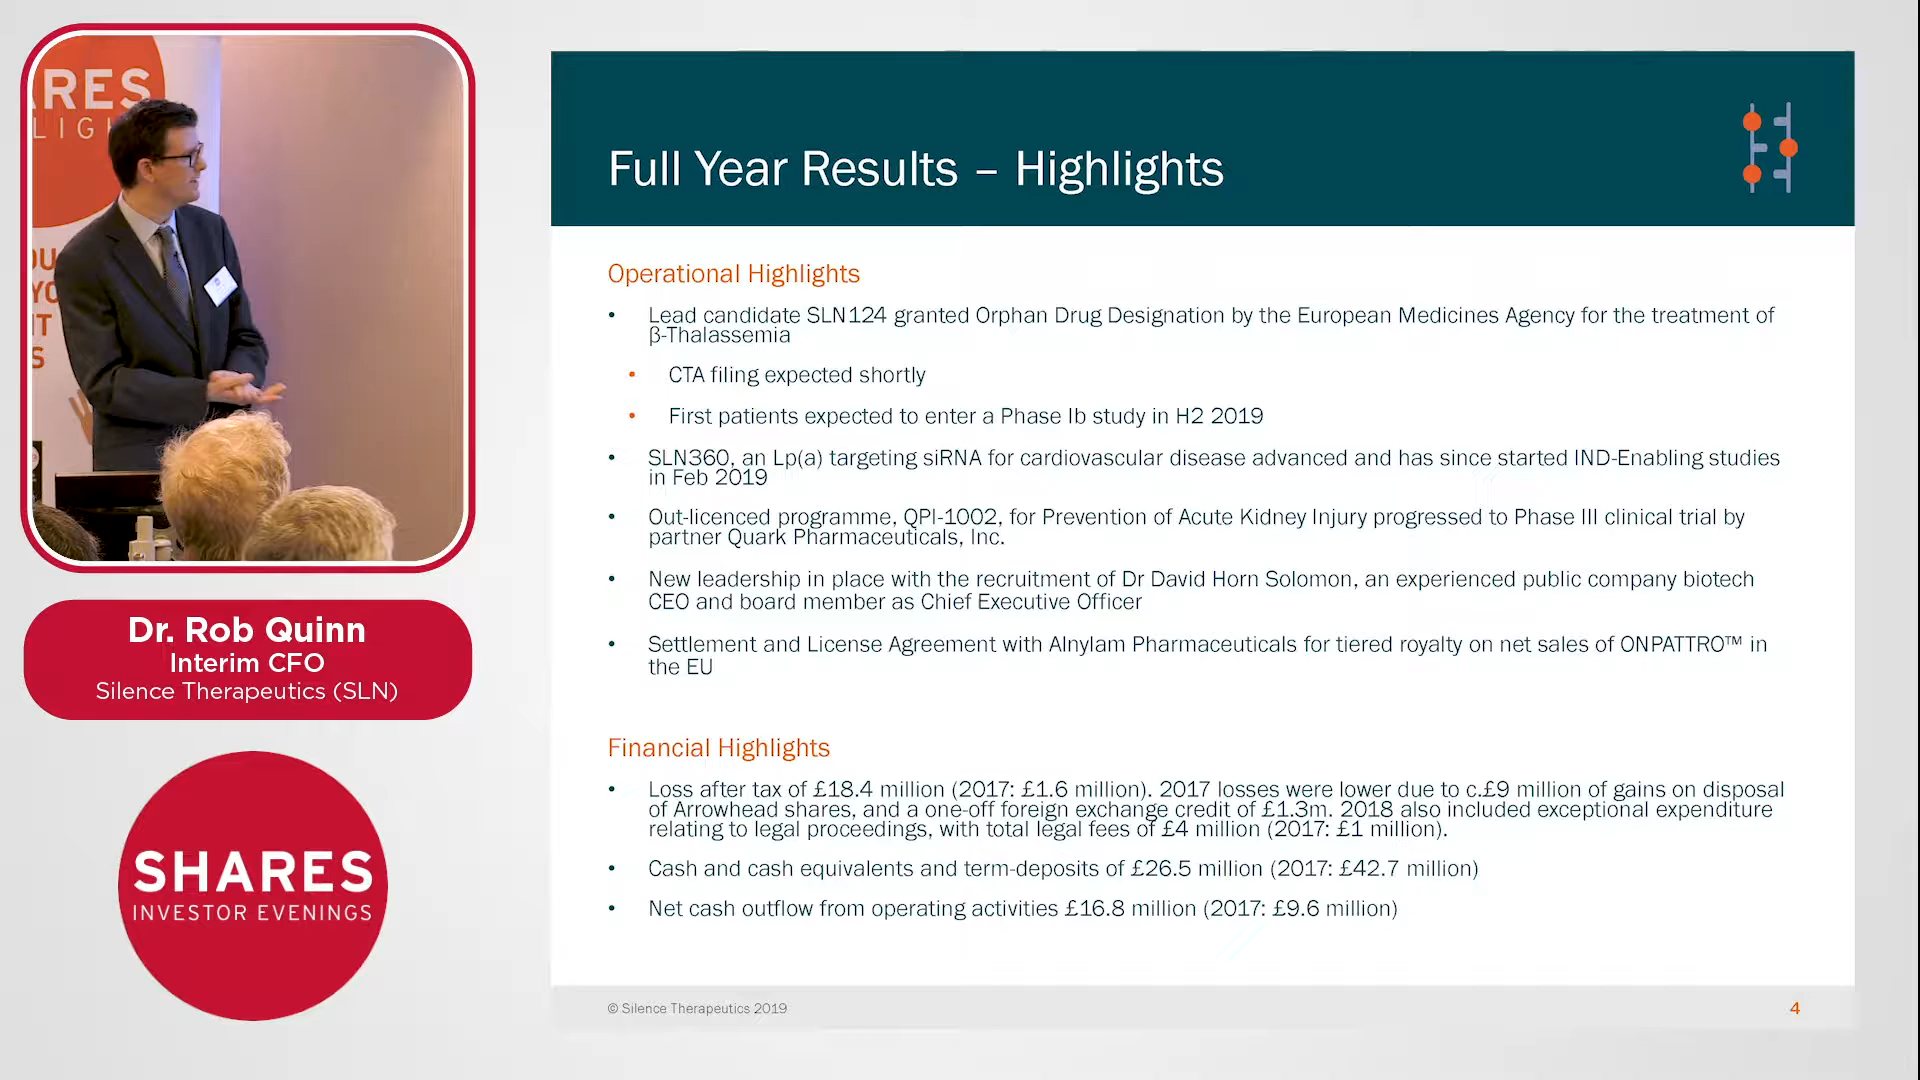 RES
LIGH
OU
YO
T
S
Dr. Rob Quinn
Interim CFO
Silence Therapeutics (SLN)
SHARES
INVESTOR EVENINGS
Full Year Results – Highlights
Operational Highlights
• Lead candidate SLN124 granted Orphan Drug Designation by the European Medicines Agency for the treatment of
β-Thalassemia
• CTA filing expected shortly
• First patients expected to enter a Phase Ib study in H2 2019
• SLN360, an Lp(a) targeting siRNA for cardiovascular disease advanced and has since started IND-Enabling studies
in Feb 2019
• Out-licenced programme, QPI-1002, for Prevention of Acute Kidney Injury progressed to Phase III clinical trial by
partner Quark Pharmaceuticals, Inc.
• New leadership in place with the recruitment of Dr David Horn Solomon, an experienced public company biotech
CEO and board member as Chief Executive Officer
• Settlement and License Agreement with Alnylam Pharmaceuticals for tiered royalty on net sales of ONPATTRO™ in
the EU
Financial Highlights
• Loss after tax of £18.4 million (2017: £1.6 million). 2017 losses were lower due to c.£9 million of gains on disposal
of Arrowhead shares, and a one-off foreign exchange credit of £1.3m. 2018 also included exceptional expenditure
relating to legal proceedings, with total legal fees of £4 million (2017: £1 million).
• Cash and cash equivalents and term-deposits of £26.5 million (2017: £42.7 million)
• Net cash outflow from operating activities £16.8 million (2017: £9.6 million)
© Silence Therapeutics 2019
4